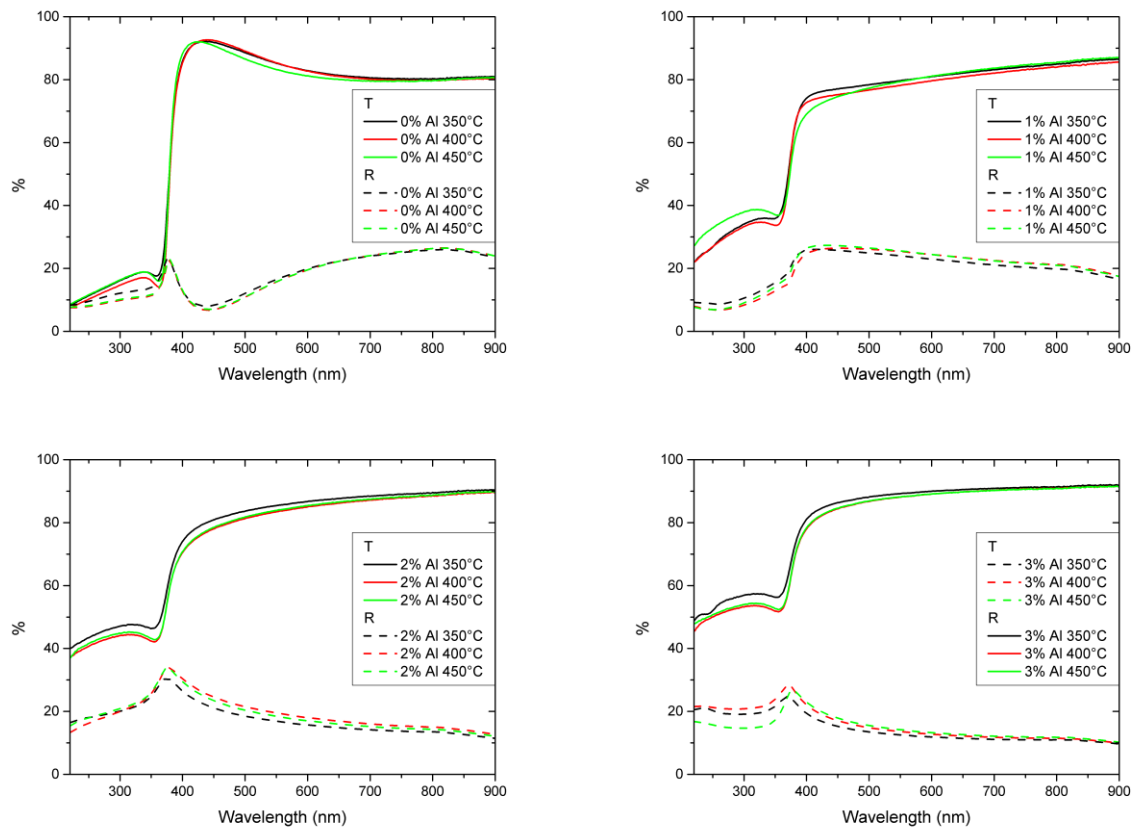 100
80
60
40
20
0
%
300 400 500 600 700 800 900
Wavelength (nm)
T
0% Al 350°C
0% Al 400°C
0% Al 450°C
R
0% Al 350°C
0% Al 400°C
0% Al 450°C
100
80
60
40
20
0
%
300 400 500 600 700 800 900
Wavelength (nm)
T
1% Al 350°C
1% Al 400°C
1% Al 450°C
R
1% Al 350°C
1% Al 400°C
1% Al 450°C
100
80
60
40
20
0
%
300 400 500 600 700 800 900
Wavelength (nm)
T
2% Al 350°C
2% Al 400°C
2% Al 450°C
R
2% Al 350°C
2% Al 400°C
2% Al 450°C
100
80
60
40
20
0
%
300 400 500 600 700 800 900
Wavelength (nm)
T
3% Al 350°C
3% Al 400°C
3% Al 450°C
R
3% Al 350°C
3% Al 400°C
3% Al 450°C